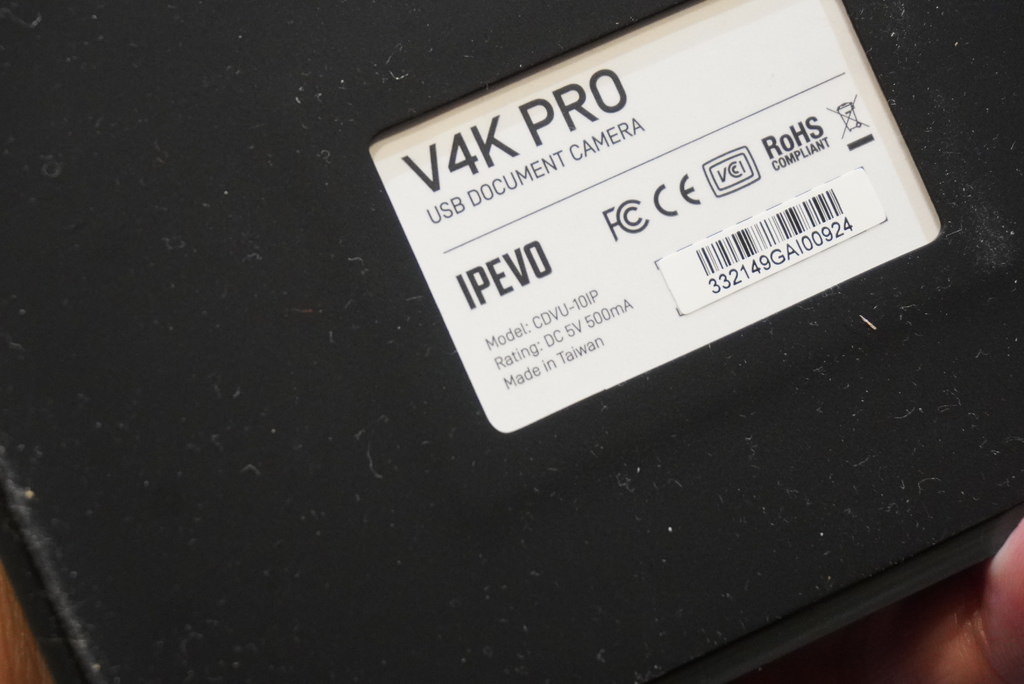 V4K PRO
USB DOCUMENT CAMERA
FC CE VCI RoHS
COMPLIANT
IPEVO
332149GAI00924
Model: CDVU-10IP
Rating: DC 5V 500mA
Made in Taiwan